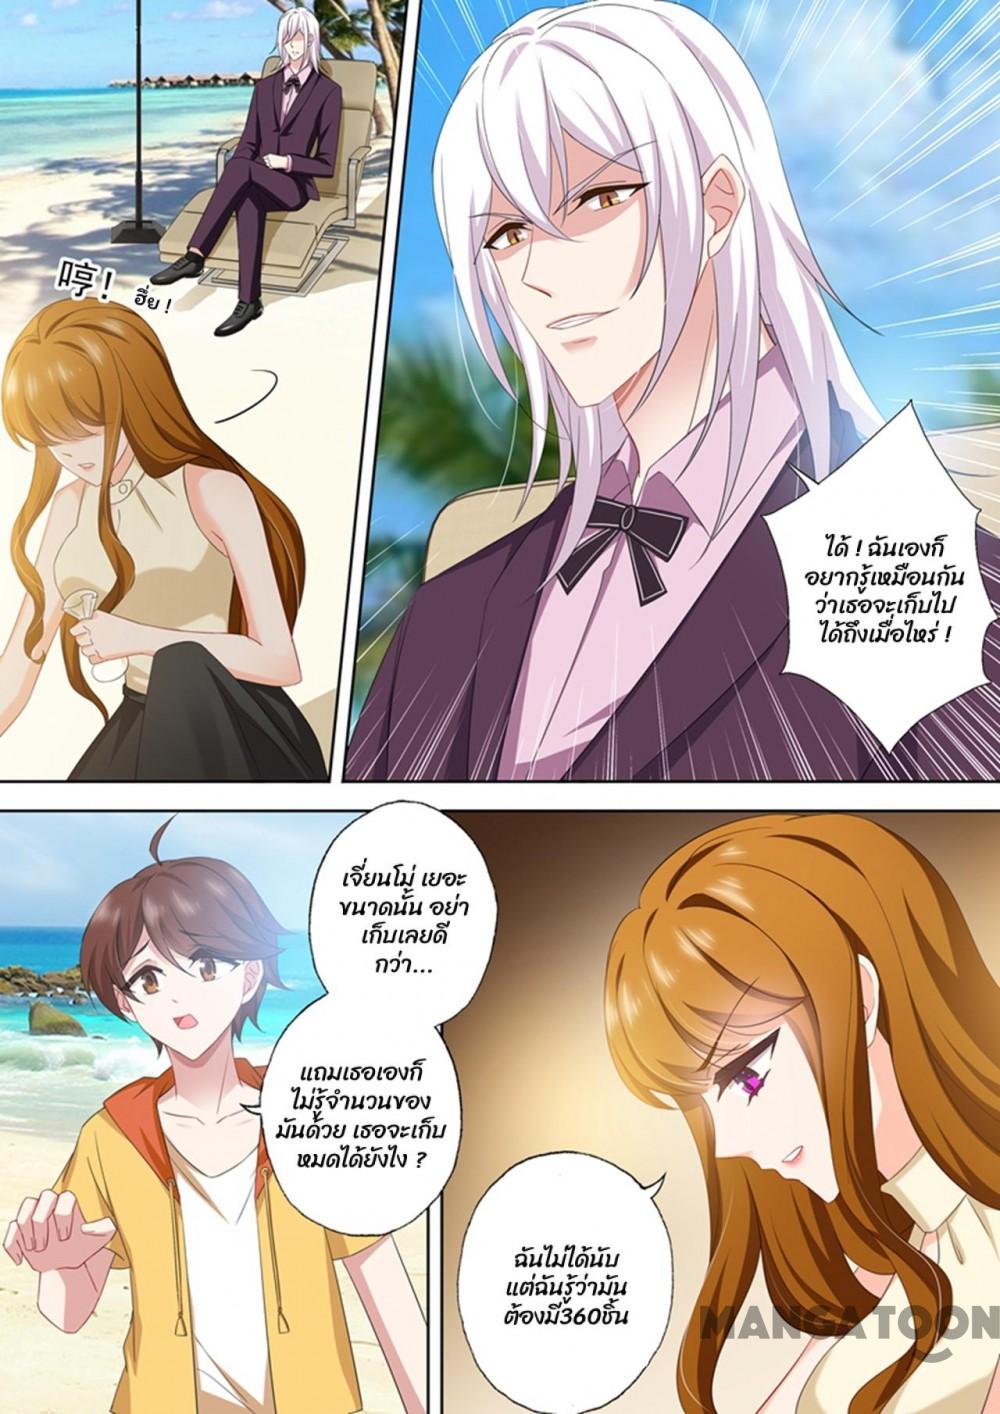 哼!
ฮึ่ย !
ได้ ! ฉันเองก็
อยากรู้เหมือนกัน
ว่าเธอจะเก็บไป
ได้ถึงเมื่อไหร่ !
เจี่ยนโม่ เยอะ
ขนาดนั้น อย่า
เก็บเลยดี
กว่า...
แถมเธอเองก็
ไม่รู้จำนวนของ
มันด้วย เธอจะเก็บ
หมดได้ยังไง ?
ฉันไม่ได้นับ
แต่ฉันรู้ว่ามัน
ต้องมี360ชิ้น
MANGATOON